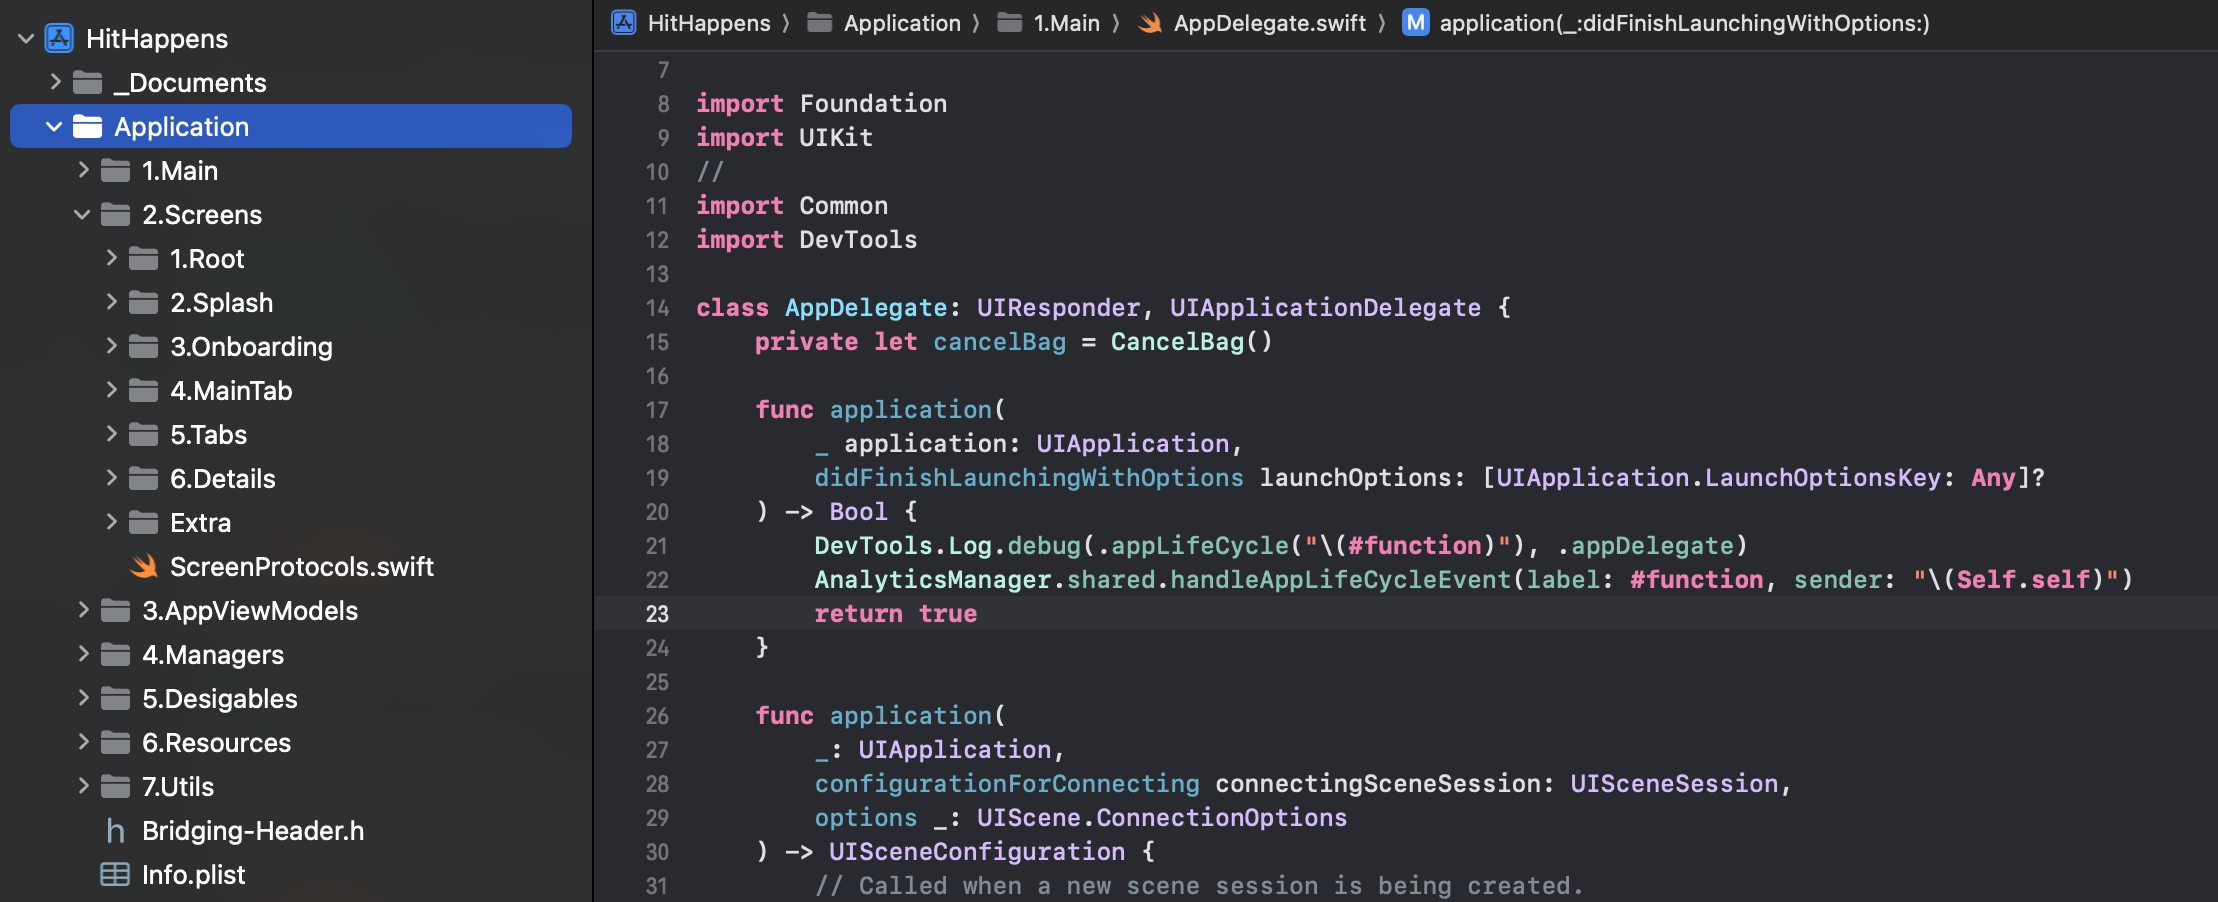 HitHappens
_Documents
Application
1.Main
2.Screens
1.Root
2.Splash
3.Onboarding
4.MainTab
5.Tabs
6.Details
Extra
ScreenProtocols.swift
3.AppViewModels
4.Managers
5.Desigables
6.Resources
7.Utils
h Bridging-Header.h
Info.plist
HitHappens 〉 Application 〉 1.Main 〉 AppDelegate.swift 〉 M application(_:didFinishLaunchingWithOptions:)
7
8 import Foundation
9 import UIKit
10 //
11 import Common
12 import DevTools
13
14 class AppDelegate: UIResponder, UIApplicationDelegate {
15     private let cancelBag = CancelBag()
16
17     func application(
18         _ application: UIApplication,
19         didFinishLaunchingWithOptions launchOptions: [UIApplication.LaunchOptionsKey: Any]?
20     ) -> Bool {
21         DevTools.Log.debug(.appLifeCycle("\(#function)"), .appDelegate)
22         AnalyticsManager.shared.handleAppLifeCycleEvent(label: #function, sender: "\(Self.self)")
23         return true
24     }
25
26     func application(
27         _: UIApplication,
28         configurationForConnecting connectingSceneSession: UISceneSession,
29         options _: UIScene.ConnectionOptions
30     ) -> UISceneConfiguration {
31         // Called when a new scene session is being created.